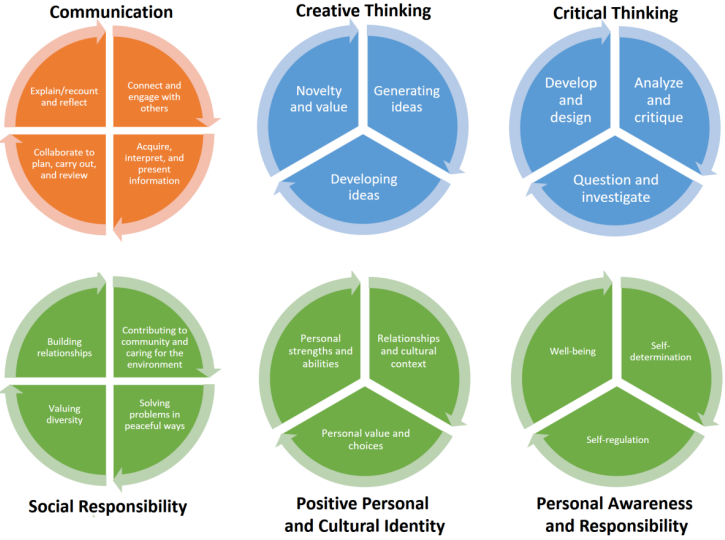 Communication
Explain/recount
and reflect
Connect and
engage with
others
Collaborate to
plan, carry out,
and review
Acquire,
interpret, and
present
information
Creative Thinking
Novelty
and value
Generating
ideas
Developing
ideas
Critical Thinking
Develop
and
design
Analyze
and
critique
Question and
investigate
Building
relationships
Contributing to
community and
caring for the
environment
Valuing
diversity
Solving
problems in
peaceful ways
Social Responsibility
Personal
strengths and
abilities
Relationships
and cultural
context
Personal value and
choices
Positive Personal
and Cultural Identity
Well-being
Self-
determination
Self-regulation
Personal Awareness
and Responsibility